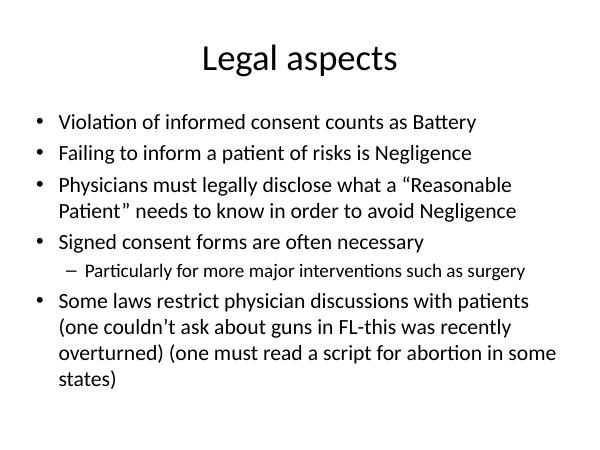 Legal aspects
• Violation of informed consent counts as Battery
• Failing to inform a patient of risks is Negligence
• Physicians must legally disclose what a “Reasonable
Patient” needs to know in order to avoid Negligence
• Signed consent forms are often necessary
– Particularly for more major interventions such as surgery
• Some laws restrict physician discussions with patients
(one couldn’t ask about guns in FL-this was recently
overturned) (one must read a script for abortion in some
states)